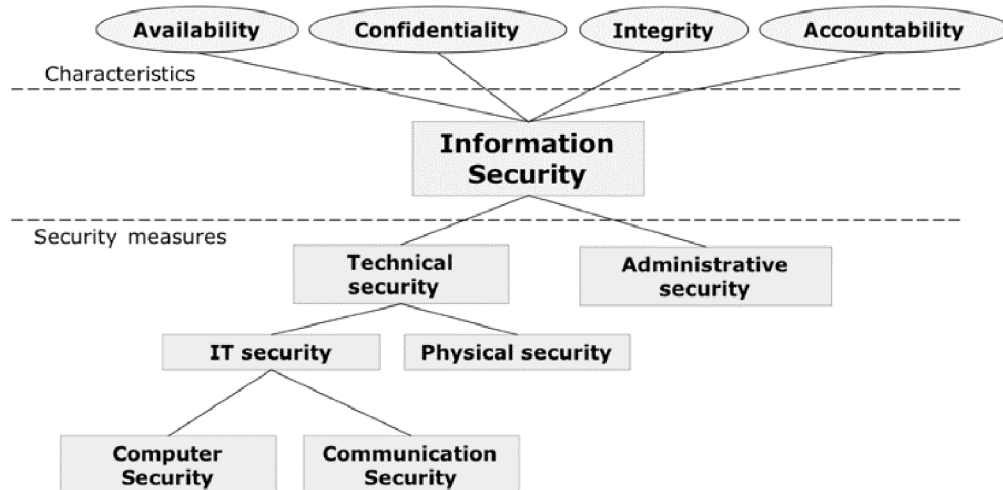 Availability
Confidentiality
Integrity
Accountability
Characteristics
Information
Security
Security measures
Technical
security
Administrative
security
IT security
Physical security
Computer
Security
Communication
Security